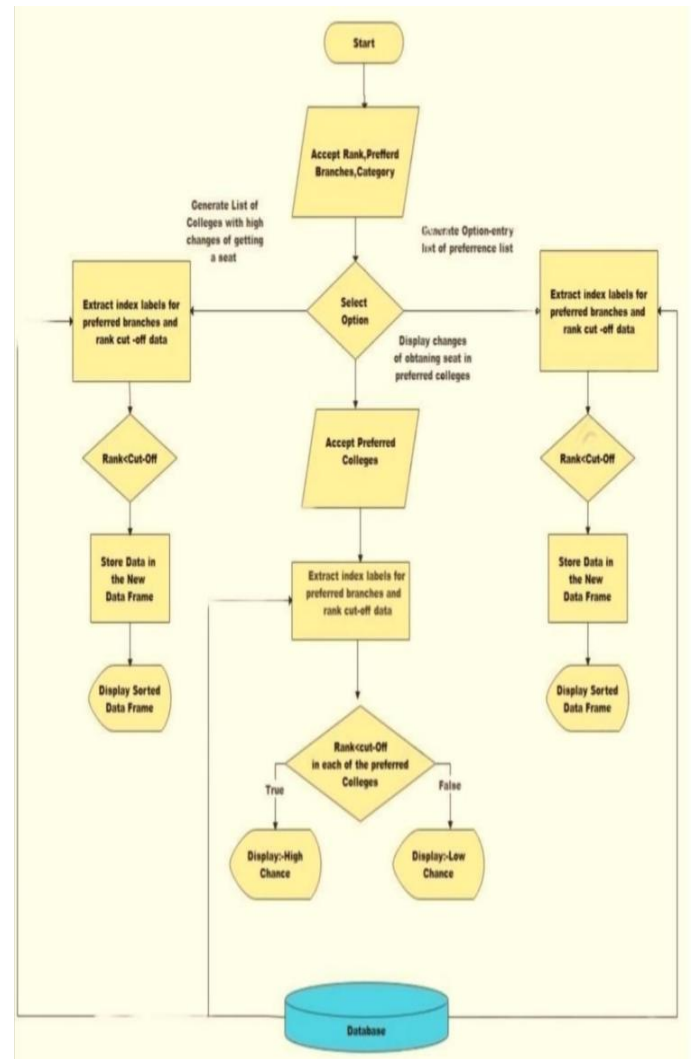 Start
Accept Rank,Prefferd
Branches,Category
Generate List of
Colleges with high
changes of getting
a seat
Generate Option-entry
list of preferrence list
Extract index labels for
preferred branches and
rank cut -off data
Select
Option
Extract index labels for
preferred branches and
rank cut -off data
Display changes
of obtaning seat in
preferred colleges
Rank<Cut-Off
Accept Preferred
Colleges
Rank<Cut-Off
Store Data in
the New
Data Frame
Extract index labels for
preferred branches and
rank cut-off data
Store Data in
the New
Data Frame
Display Sorted
Data Frame
Display Sorted
Data Frame
Rank<cut-Off
in each of the preferred
Colleges
True
False
Display:-High
Chance
Display:-Low
Chance
Database